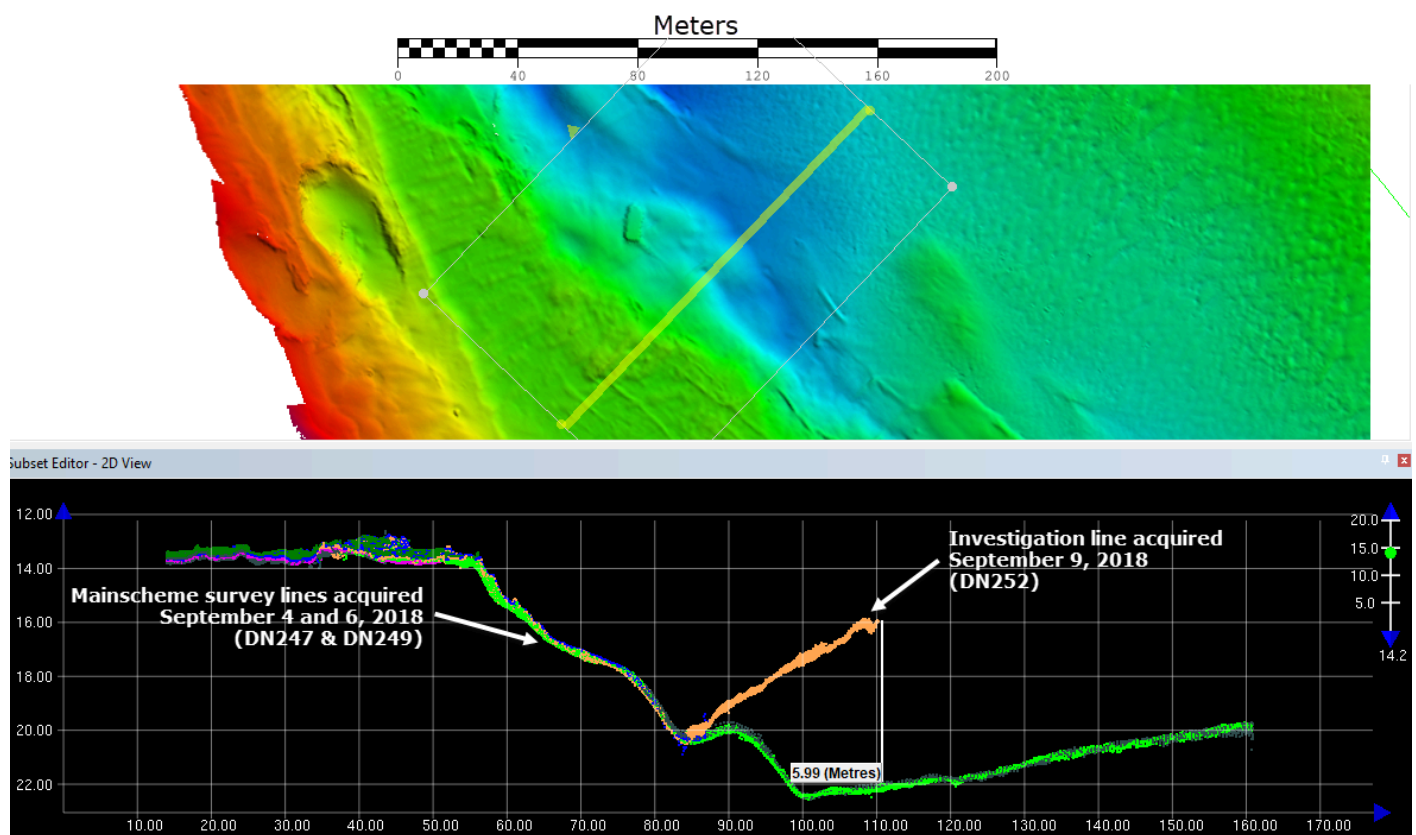 Meters
0 40 80 120 160 200
Subset Editor - 2D View
12.00
14.00
16.00
18.00
20.00
22.00
Mainscheme survey lines acquired
September 4 and 6, 2018
(DN247 & DN249)
Investigation line acquired
September 9, 2018
(DN252)
5.99 (Metres)
20.0
15.0
10.0
5.0
14.2
10.00 20.00 30.00 40.00 50.00 60.00 70.00 80.00 90.00 100.00 110.00 120.00 130.00 140.00 150.00 160.00 170.00